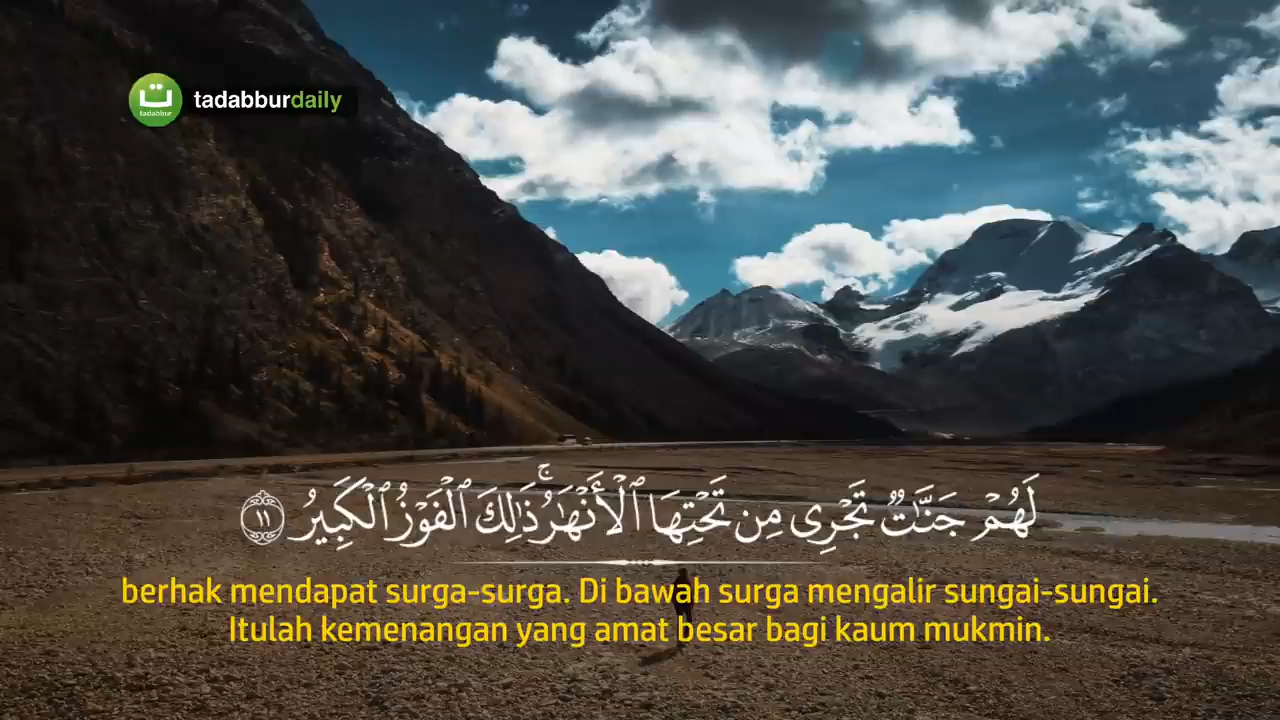 ت
tadabbur
tadabburdaily
لَهُمْ جَنَّٰتٌ تَجْرِى مِن تَحْتِهَا ٱلْأَنْهَٰرُ ۚ ذَٰلِكَ ٱلْفَوْزُ ٱلْكَبِيرُ ١١
berhak mendapat surga-surga. Di bawah surga mengalir sungai-sungai.
Itulah kemenangan yang amat besar bagi kaum mukmin.